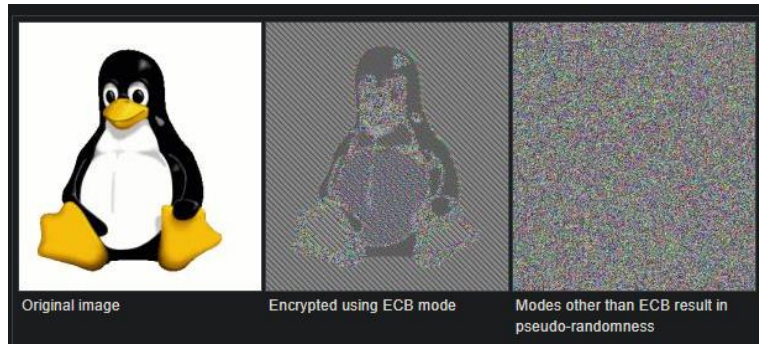 Original image
Encrypted using ECB mode
Modes other than ECB result in
pseudo-randomness